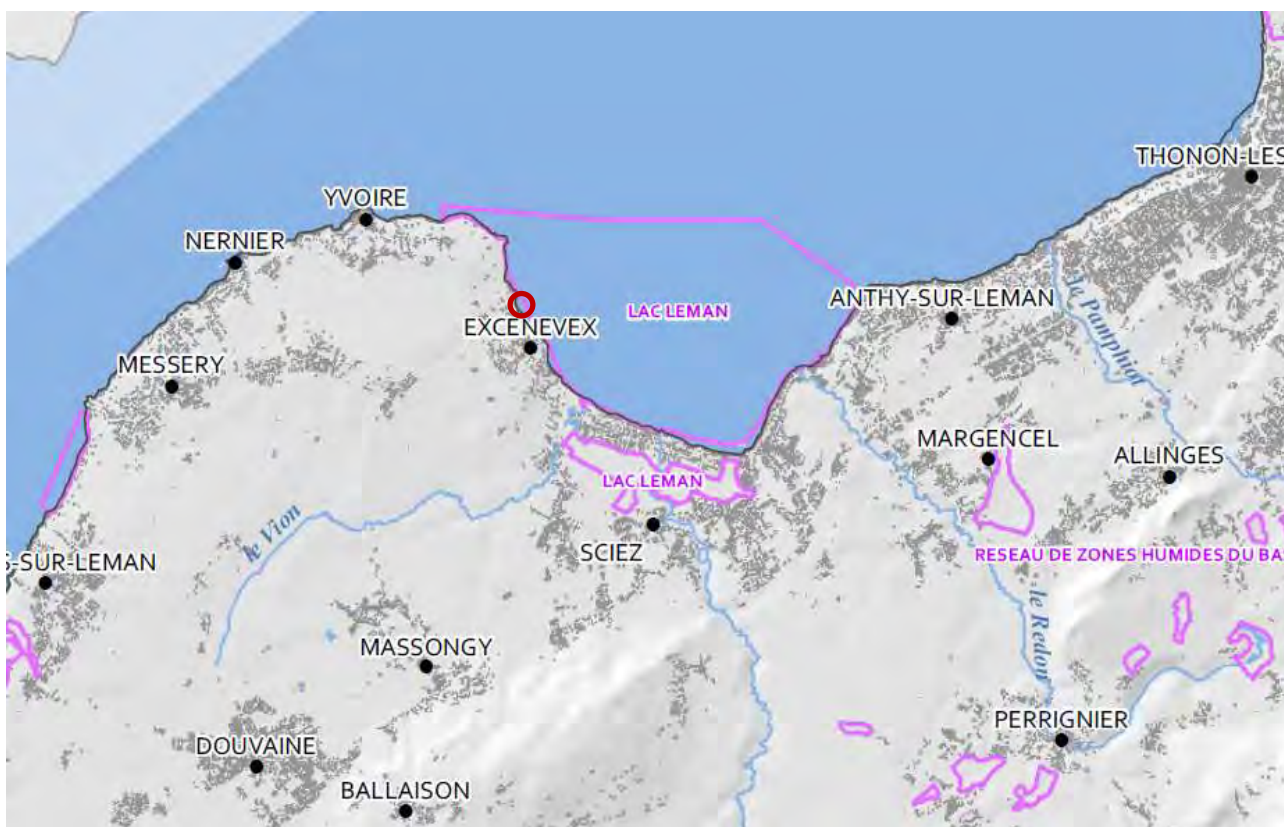 THONON-LES
YVOIRE
NERNIER
LAC LEMAN
ANTHY-SUR-LEMAN
le Pamphiot
EXCENEVEX
MESSERY
MARGENCEL
ALLINGES
LAC LEMAN
le Vion
SCIEZ
S-SUR-LEMAN
RESEAU DE ZONES HUMIDES DU BA
le Redon
MASSONGY
PERRIGNIER
DOUVAINE
BALLAISON